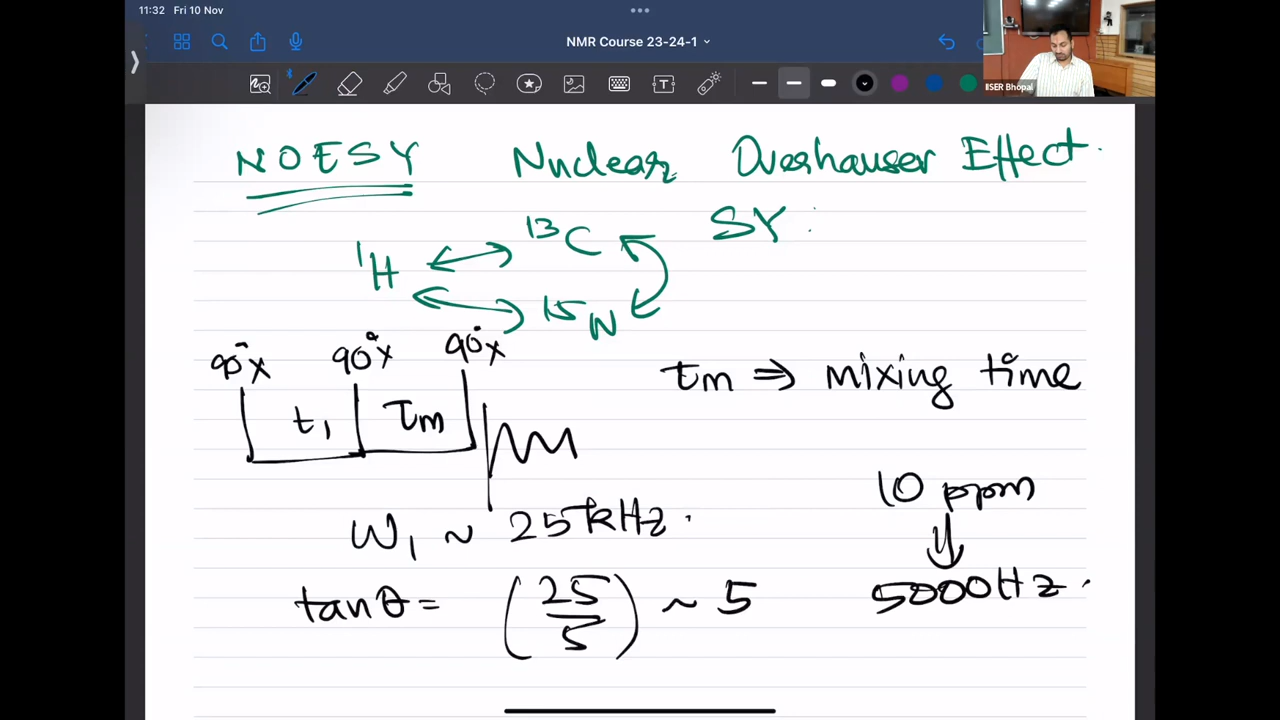 11:32 Fri 10 Nov
NMR Course 23-24-1
IISER Bhopal
NOESY Nuclear Overhauser Effect.
SY.
¹H ↔ ¹³C
¹⁵N
90°x 90°x 90°x
t₁ τm
τm ⇒ mixing time
ω₁ ~ 25kHz.
10 ppm
↓
5000Hz.
tanθ = (25/5) ~ 5